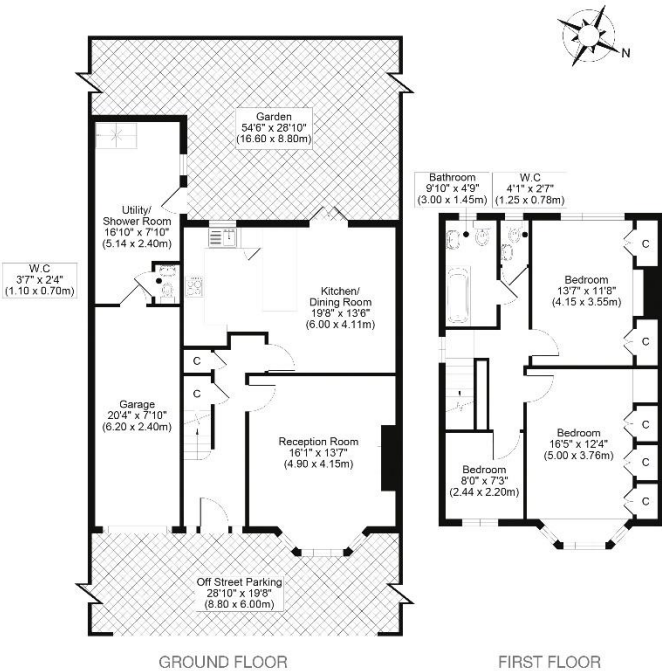 N
Garden
54'6" x 28'10"
(16.60 x 8.80m)
Utility/
Shower Room
16'10" x 7'10"
(5.14 x 2.40m)
W.C
3'7" x 2'4"
(1.10 x 0.70m)
Kitchen/
Dining Room
19'8" x 13'6"
(6.00 x 4.11m)
C
C
Garage
20'4" x 7'10"
(6.20 x 2.40m)
Reception Room
16'1" x 13'7"
(4.90 x 4.15m)
Off Street Parking
28'10" x 19'8"
(8.80 x 6.00m)
GROUND FLOOR
Bathroom
9'10" x 4'9"
(3.00 x 1.45m)
W.C
4'1" x 2'7"
(1.25 x 0.78m)
C
Bedroom
13'7" x 11'8"
(4.15 x 3.55m)
C
Bedroom
16'5" x 12'4"
(5.00 x 3.76m)
C
C
C
Bedroom
8'0" x 7'3"
(2.44 x 2.20m)
FIRST FLOOR